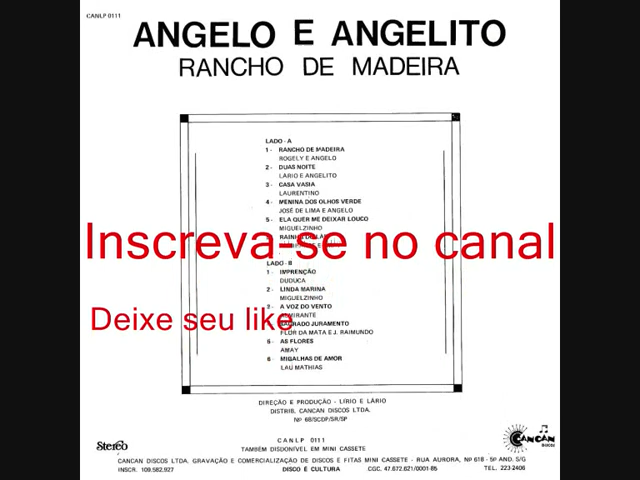 CANLP 0111
ANGELO E ANGELITO
RANCHO DE MADEIRA
LADO - A
1 - RANCHO DE MADEIRA
ROGELY E ANGELO
2 - DUAS NOITE
LARIO E ANGELITO
3 - CASA VASIA
LAURENTINO
4 - MENINA DOS OLHOS VERDE
JOSÉ DE LIMA E ANGELO
5 - ELA QUER ME DEIXAR LOUCO
MIGUELZINHO
Inscreva-se no canal
LADO - B
1 - IMPRENÇÃO
DUDUCA
2 - LINDA MARINA
MIGUELZINHO
A VOZ DO VENTO
Deixe seu like
JURAMENTO
FLOR DA MATA E J. RAIMUNDO
5 - AS FLORES
AMAY
6 - MIGALHAS DE AMOR
LAU MATHIAS
DIREÇÃO E PRODUÇÃO - LÍRIO E LÁRIO
DISTRIB. CANCAN DISCOS LTDA.
Nº 68/SCDP/SR/SP
Stereo
CANLP 0111
TAMBÉM DISPONÍVEL EM MINI CASSETE
CANCAN
DISCOS
CANCAN DISCOS LTDA. GRAVAÇÃO E COMERCIALIZAÇÃO DE DISCOS E FITAS MINI CASSETE - RUA AURORA, Nº 618 - 5º AND. S/G
INSCR. 109.582.927 DISCO É CULTURA CGC. 47.672.621/0001-85 TEL. 223-2406